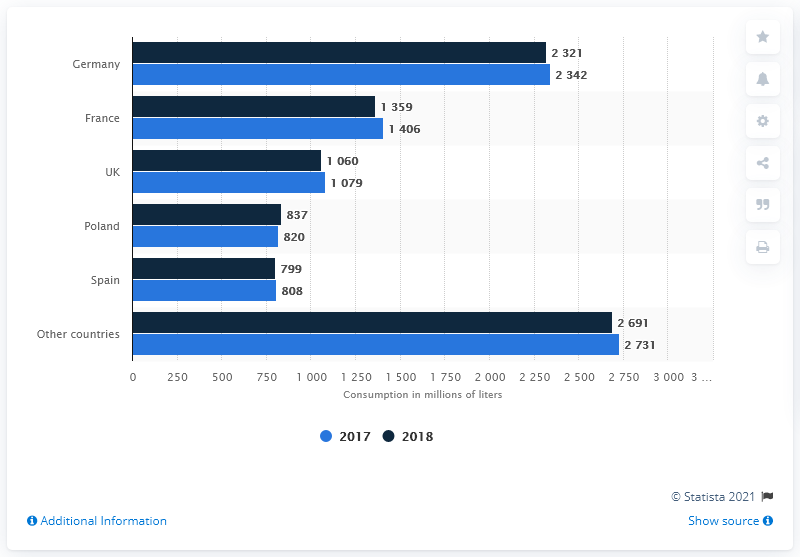 Germany
2 321
2 342
France
1 359
1 406
UK
1 060
1 079
Poland
837
820
Spain
799
808
Other countries
2 691
2 731
0 250 500 750 1 000 1 250 1 500 1 750 2 000 2 250 2 500 2 750 3 000 3 ...
Consumption in millions of liters
2017 2018
© Statista 2021
Additional Information Show source